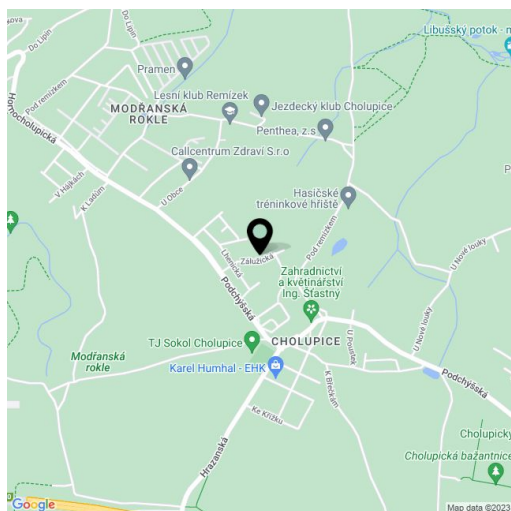 Do Lipin
Libušský potok - n
Pramen
Pod remízkem
Lesní klub Remízek
Jezdecký klub Cholupice
MODŘANSKÁ
ROKLE
Hornocholupická
Penthea, z.s
Callcentrum Zdraví S.r.o
V Hájkách
K Ladům
U Obce
Hasičské
tréninkové hřiště
Pod remízkem
U Nové louky
Lhenická
Zálužická
Podchýšská
Zahradnictví
a květinářství
Ing. Šťastný
U Nové louky
TJ Sokol Cholupice
CHOLUPICE
U Poustek
Modřanská
rokle
Karel Humhal - EHK
K Břečkám
Podchýšská
Ke Křížku
Hrazanská
Cholupický
Cholupická bažantnice
Google
Map data ©2023